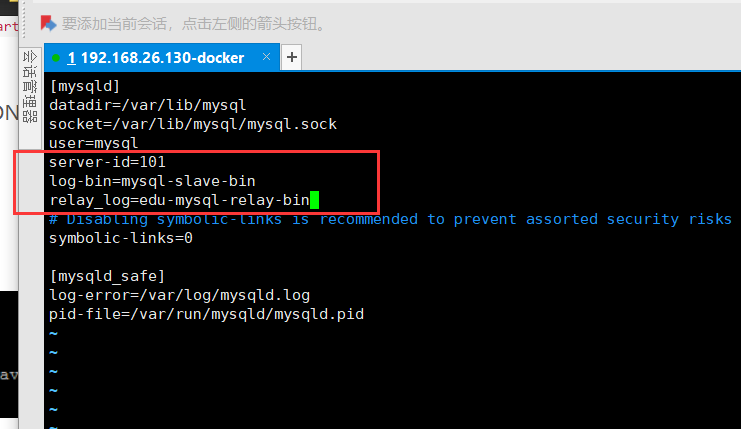 art
要添加当前会话，点击左侧的箭头按钮。
会话管理器
1 192.168.26.130-docker × +
ON
[mysqld]
datadir=/var/lib/mysql
socket=/var/lib/mysql/mysql.sock
user=mysql
server-id=101
log-bin=mysql-slave-bin
relay_log=edu-mysql-relay-bin
# Disabling symbolic-links is recommended to prevent assorted security risks
symbolic-links=0
[mysqld_safe]
log-error=/var/log/mysqld.log
pid-file=/var/run/mysqld/mysqld.pid
~
~
~
av
~
~
~